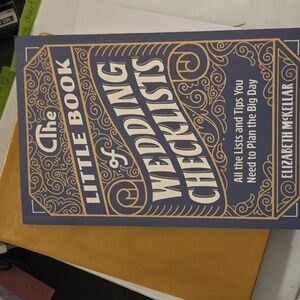 The
LITTLE BOOK
of
WEDDING
CHECKLISTS
All the Lists and Tips You
Need to Plan the Big Day
ELIZABETH McKELLAR